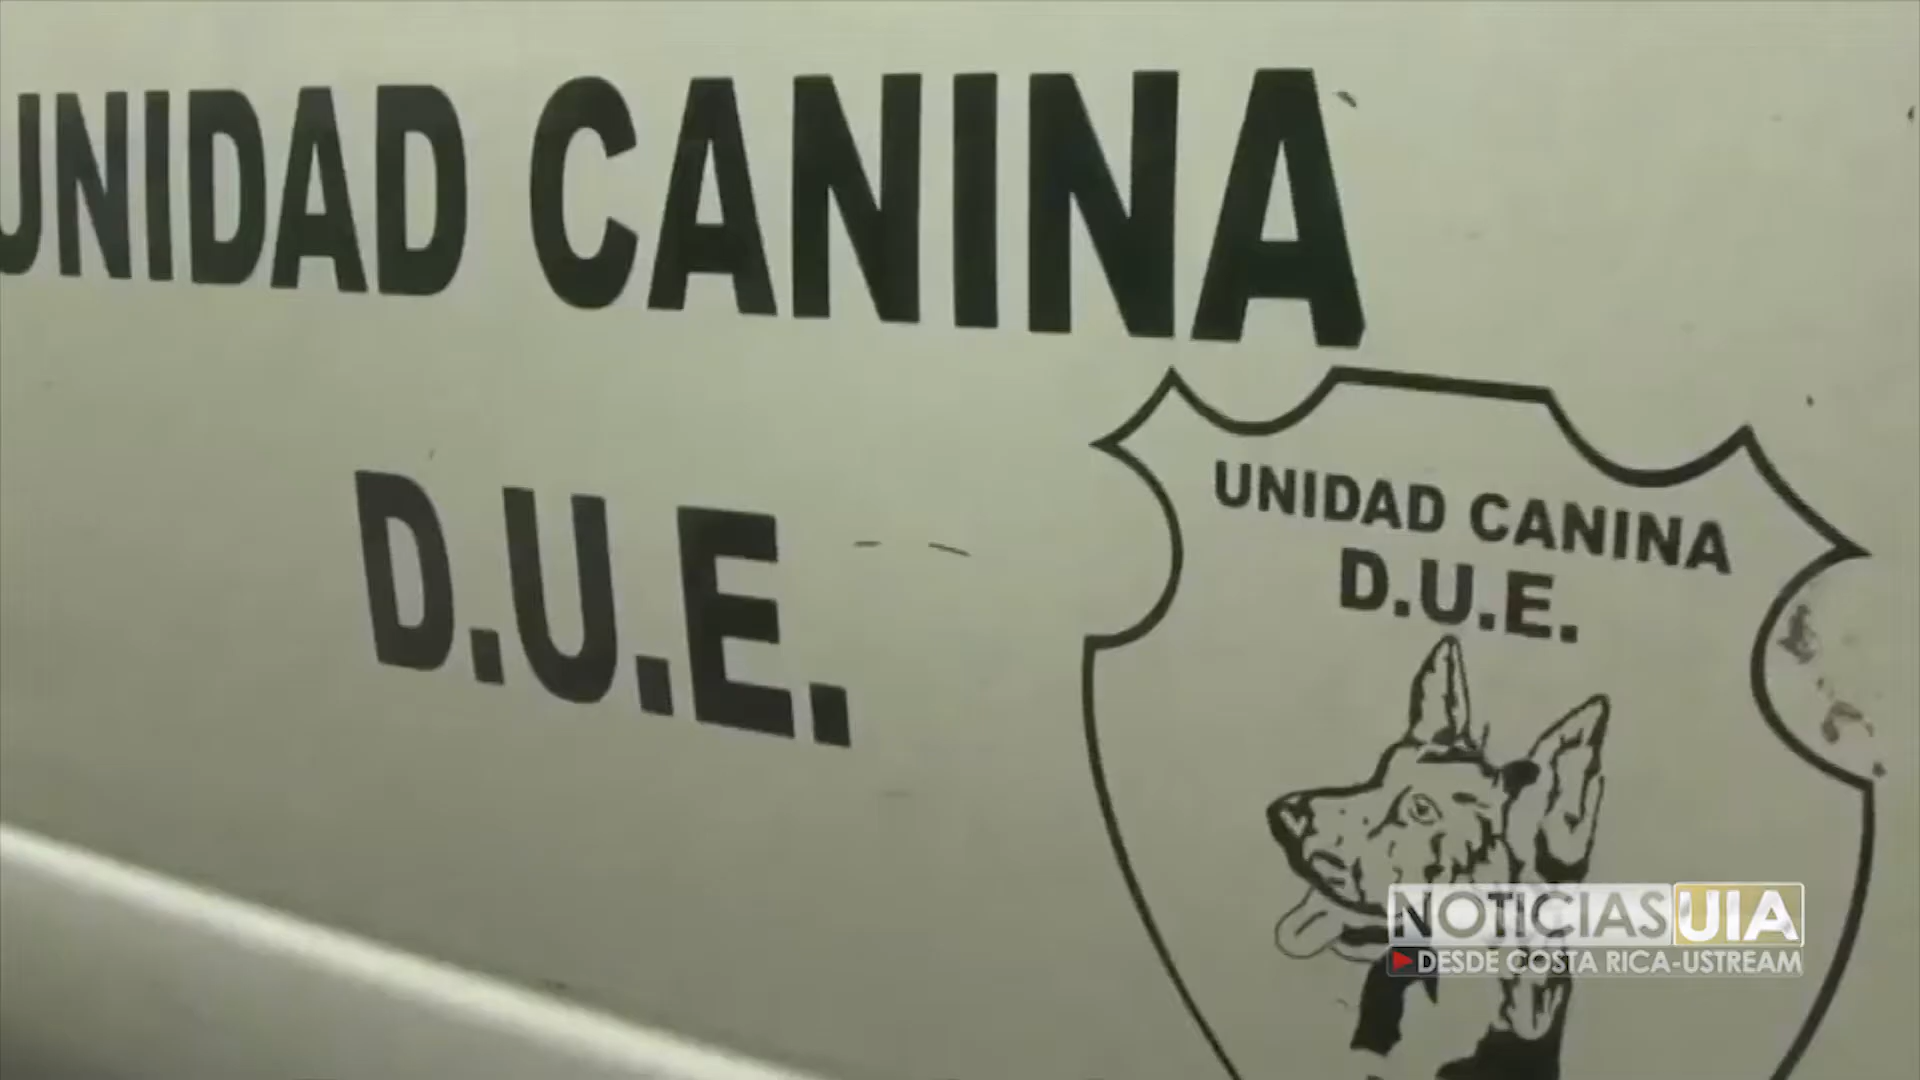 UNIDAD CANINA
D.U.E.
UNIDAD CANINA
D.U.E.
NOTICIAS UIA
DESDE COSTA RICA-USTREAM